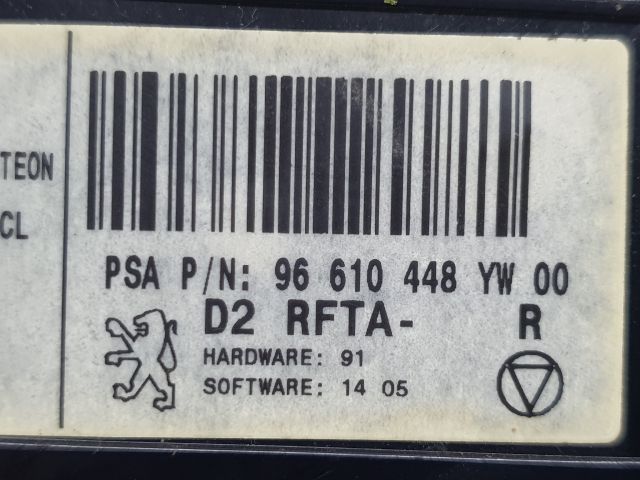 TEON
CL
PSA P/N: 96 610 448 YW 00
D2 RFTA- R
HARDWARE: 91
SOFTWARE: 14 05